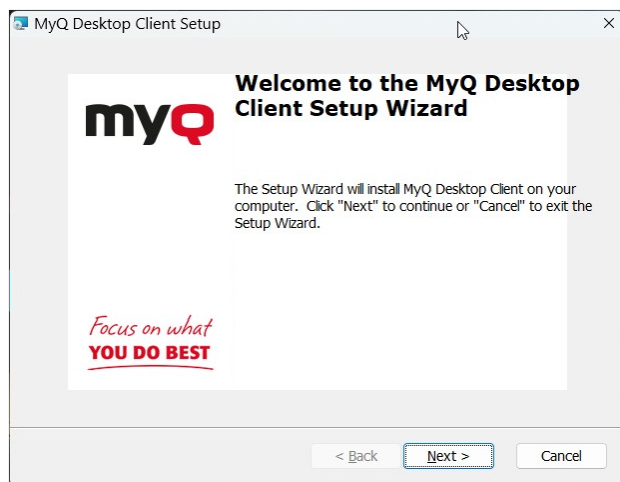 MyQ Desktop Client Setup
myQ
Welcome to the MyQ Desktop
Client Setup Wizard
The Setup Wizard will install MyQ Desktop Client on your
computer.  Click "Next" to continue or "Cancel" to exit the
Setup Wizard.
Focus on what
YOU DO BEST
< Back
Next >
Cancel